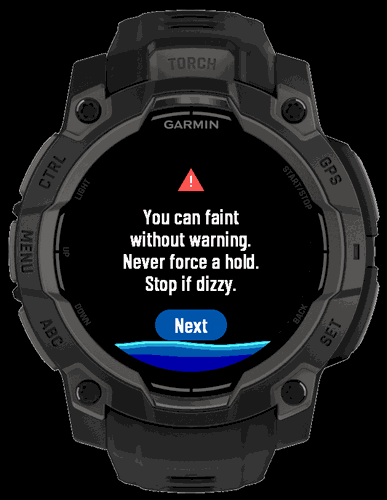 TORCH
GARMIN
CTRL
LIGHT
START/STOP
GPS
You can faint
without warning.
Never force a hold.
Stop if dizzy.
MENU
UP
Next
ABC
DOWN
BACK
SET